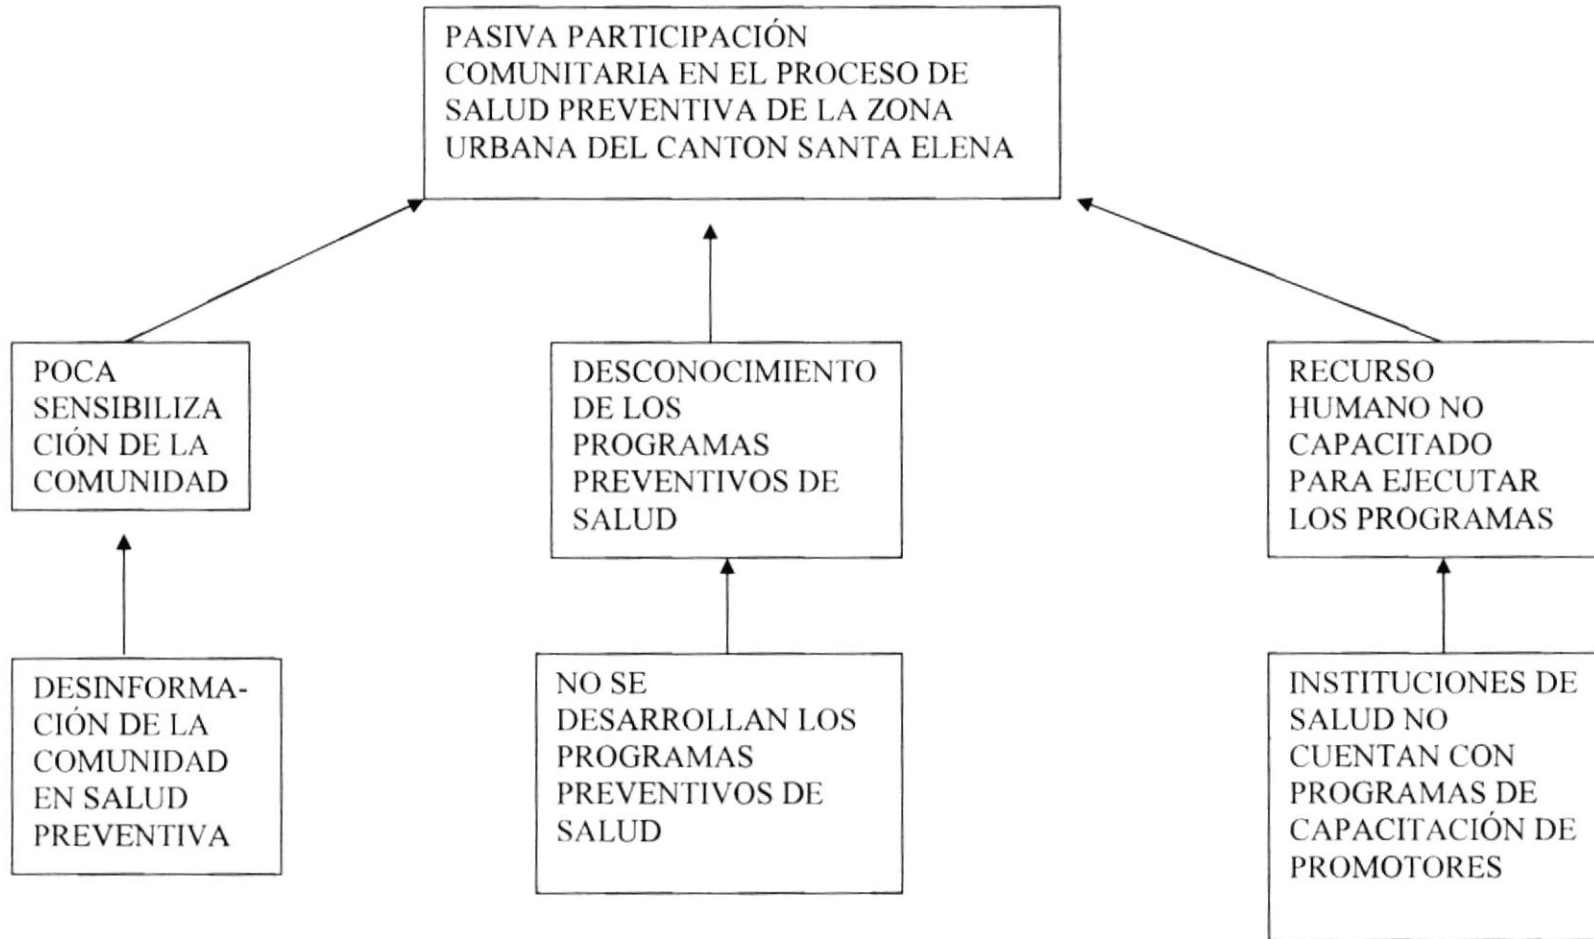 PASIVA PARTICIPACIÓN
COMUNITARIA EN EL PROCESO DE
SALUD PREVENTIVA DE LA ZONA
URBANA DEL CANTON SANTA ELENA
POCA
SENSIBILIZA
CIÓN DE LA
COMUNIDAD
DESCONOCIMIENTO
DE LOS
PROGRAMAS
PREVENTIVOS DE
SALUD
RECURSO
HUMANO NO
CAPACITADO
PARA EJECUTAR
LOS PROGRAMAS
DESINFORMA-
CIÓN DE LA
COMUNIDAD
EN SALUD
PREVENTIVA
NO SE
DESARROLLAN LOS
PROGRAMAS
PREVENTIVOS DE
SALUD
INSTITUCIONES DE
SALUD NO
CUENTAN CON
PROGRAMAS DE
CAPACITACIÓN DE
PROMOTORES